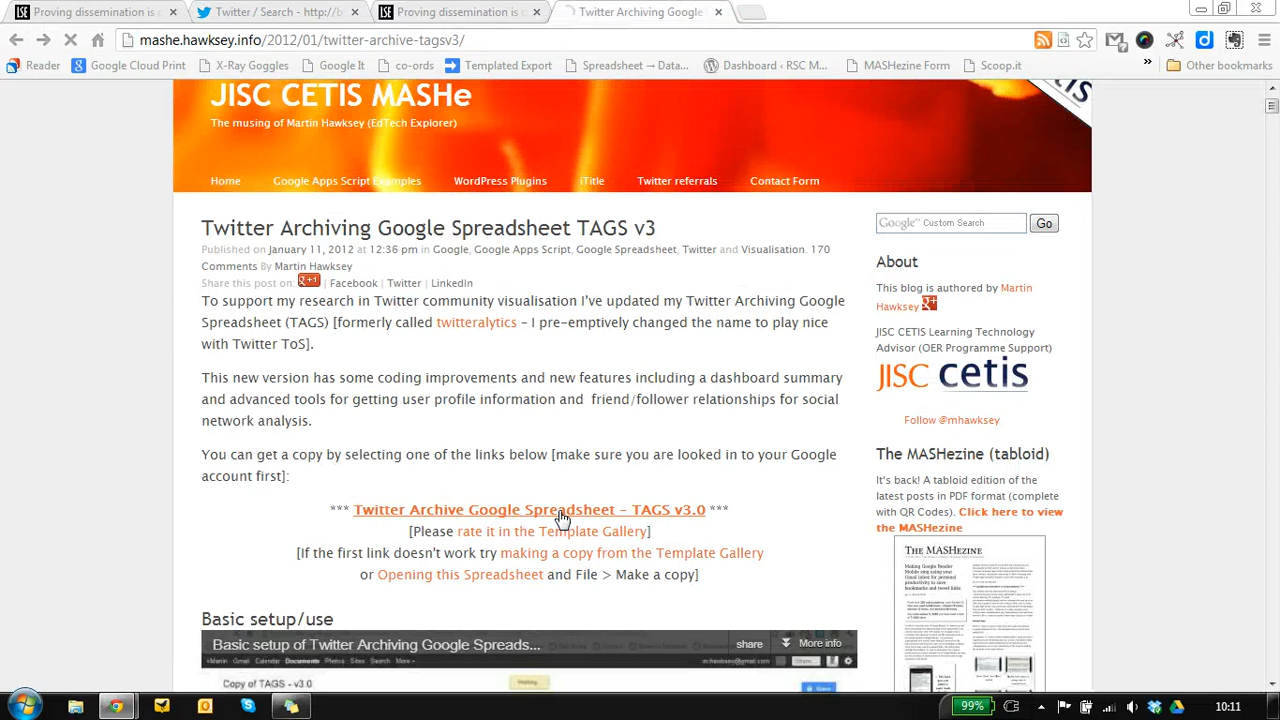 Proving dissemination is c
Twitter / Search - http://b
Proving dissemination is c
Twitter Archiving Google
mashe.hawksey.info/2012/01/twitter-archive-tagsv3/
Reader
Google Cloud Print
X-Ray Goggles
Google It
co-ords
Templated Export
Spreadsheet → Data...
Dashboard ‹ RSC M...
MASHezine Form
Scoop.it
»
Other bookmarks
JISC CETIS MASHe
The musing of Martin Hawksey (EdTech Explorer)
Home
Google Apps Script Examples
WordPress Plugins
iTitle
Twitter referrals
Contact Form
Twitter Archiving Google Spreadsheet TAGS v3
Published on January 11, 2012 at 12:36 pm in Google, Google Apps Script, Google Spreadsheet, Twitter and Visualisation. 170
Comments By Martin Hawksey
Share this post on: +1 | Facebook | Twitter | LinkedIn
To support my research in Twitter community visualisation I've updated my Twitter Archiving Google
Spreadsheet (TAGS) [formerly called twitteralytics – I pre-emptively changed the name to play nice
with Twitter ToS].
This new version has some coding improvements and new features including a dashboard summary
and advanced tools for getting user profile information and friend/follower relationships for social
network analysis.
You can get a copy by selecting one of the links below [make sure you are looked in to your Google
account first]:
*** Twitter Archive Google Spreadsheet – TAGS v3.0 ***
[Please rate it in the Template Gallery]
[If the first link doesn't work try making a copy from the Template Gallery
or Opening this Spreadsheet and File > Make a copy]
Share
More info
Copy of TAGS
Google Custom Search
Go
About
This blog is authored by Martin
Hawksey
JISC CETIS Learning Technology
Advisor (OER Programme Support)
JISC cetis
Follow @mhawksey
The MASHezine (tabloid)
It's back! A tabloid edition of the
latest posts in PDF format (complete
with QR Codes). Click here to view
the MASHezine
THE MASHEZINE
99%
10:11